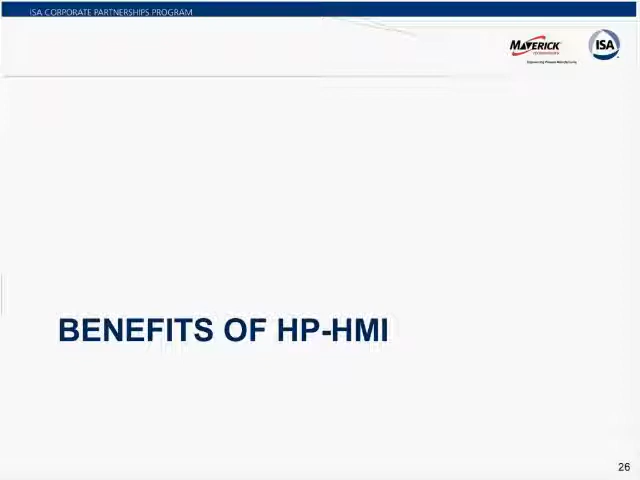 ISA CORPORATE PARTNERSHIPS PROGRAM
MAVERICK
ISA
BENEFITS OF HP-HMI
26